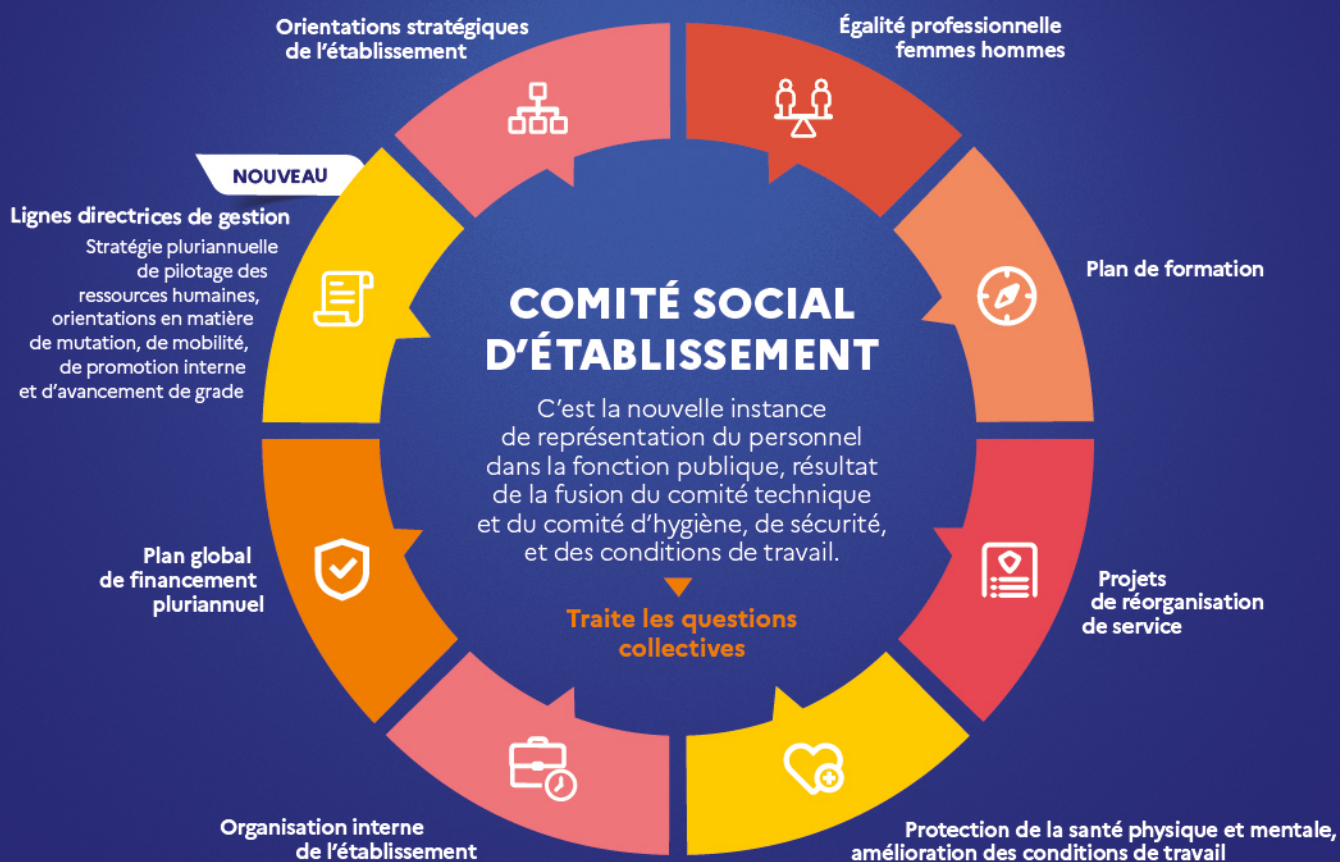 Orientations stratégiques
de l'établissement
Égalité professionnelle
femmes hommes
NOUVEAU
Lignes directrices de gestion
Stratégie pluriannuelle
de pilotage des
ressources humaines,
orientations en matière
de mutation, de mobilité,
de promotion interne
et d'avancement de grade
Plan de formation
COMITÉ SOCIAL
D'ÉTABLISSEMENT
C'est la nouvelle instance
de représentation du personnel
dans la fonction publique, résultat
de la fusion du comité technique
et du comité d'hygiène, de sécurité,
et des conditions de travail.
Traite les questions
collectives
Plan global
de financement
pluriannuel
Projets
de réorganisation
de service
Organisation interne
de l'établissement
Protection de la santé physique et mentale,
amélioration des conditions de travail